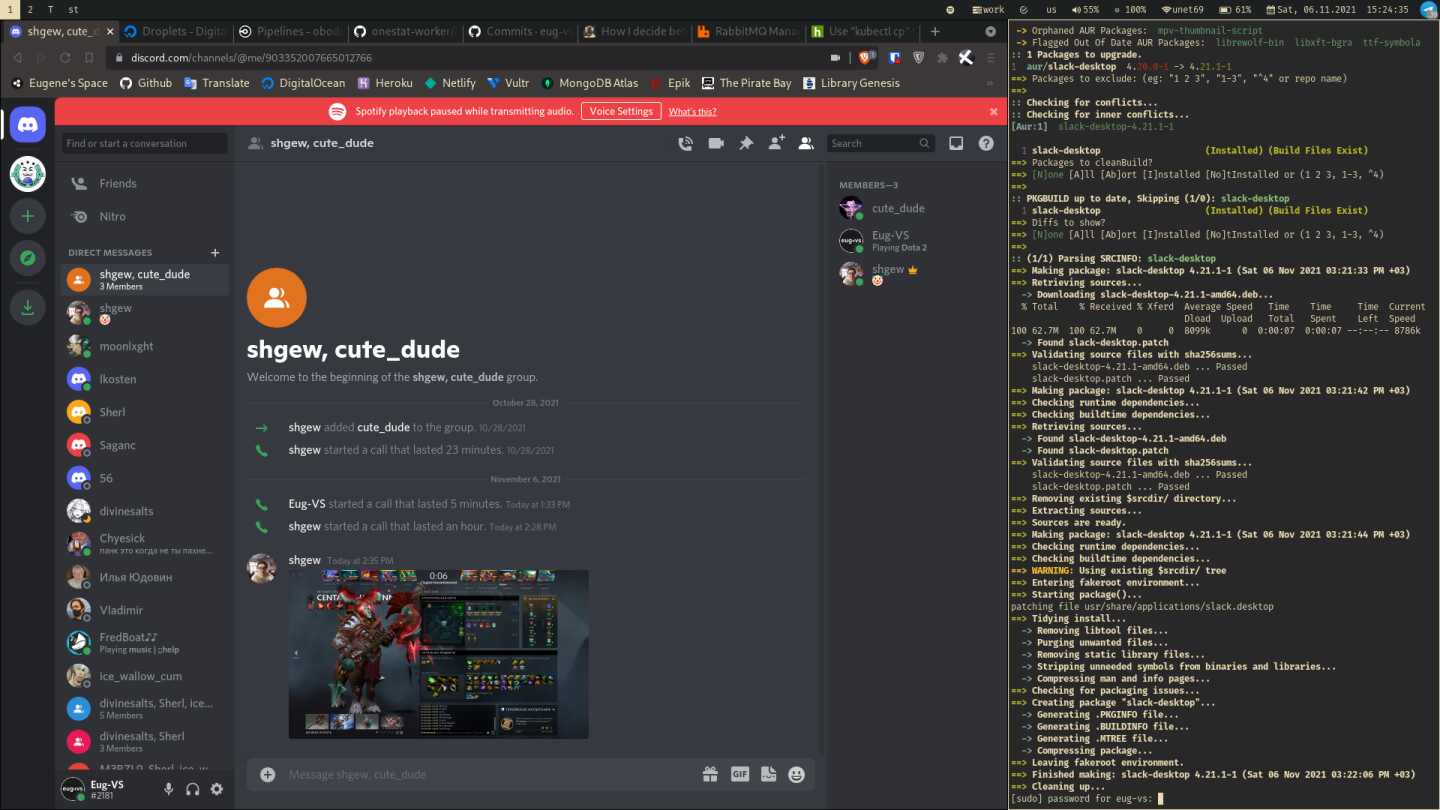 1 2 T st
work us 55% 100% unet69 61% Sat, 06.11.2021 15:24:35
shgew, cute_d Droplets - Digita Pipelines - obod onestat-worker/ Commits · eug-v How I decide be RabbitMQ Mana Use "kubectl cp"
discord.com/channels/@me/903352007665012766
Eugene's Space Github Translate DigitalOcean Heroku Netlify Vultr MongoDB Atlas Epik The Pirate Bay Library Genesis
Spotify playback paused while transmitting audio. Voice Settings What's this?
Find or start a conversation
shgew, cute_dude
Search
Friends
Nitro
DIRECT MESSAGES
shgew, cute_dude
3 Members
shgew
moonlxght
lkosten
Sherl
Saganc
56
divinesalts
Chyesick
панк это когда не ты пахне...
Илья Юдовин
Vladimir
FredBoat♪♪
Playing music | ;;help
ice_wallow_cum
divinesalts, Sherl, ice...
5 Members
divinesalts, Sherl
3 Members
M3RZL9, Sherl, ice_w...
Eug-VS
#2181
shgew, cute_dude
Welcome to the beginning of the shgew, cute_dude group.
October 28, 2021
shgew added cute_dude to the group. 10/28/2021
shgew started a call that lasted 23 minutes. 10/28/2021
November 6, 2021
Eug-VS started a call that lasted 5 minutes. Today at 1:33 PM
shgew started a call that lasted an hour. Today at 2:28 PM
shgew Today at 2:35 PM
0:06
Message shgew, cute_dude
GIF
MEMBERS—3
cute_dude
eug-vs
Eug-VS
Playing Dota 2
shgew
-> Orphaned AUR Packages: mpv-thumbnail-script
-> Flagged Out Of Date AUR Packages: librewolf-bin libxft-bgra ttf-symbola
:: 1 Packages to upgrade.
1 aur/slack-desktop 4.20.0-1 -> 4.21.1-1
==> Packages to exclude: (eg: "1 2 3", "1-3", "^4" or repo name)
==>
:: Checking for conflicts...
:: Checking for inner conflicts...
[Aur:1] slack-desktop-4.21.1-1
1 slack-desktop (Installed) (Build Files Exist)
==> Packages to cleanBuild?
==> [N]one [A]ll [Ab]ort [I]nstalled [No]tInstalled or (1 2 3, 1-3, ^4)
==>
:: PKGBUILD up to date, Skipping (1/0): slack-desktop
1 slack-desktop (Installed) (Build Files Exist)
==> Diffs to show?
==> [N]one [A]ll [Ab]ort [I]nstalled [No]tInstalled or (1 2 3, 1-3, ^4)
==>
:: (1/1) Parsing SRCINFO: slack-desktop
==> Making package: slack-desktop 4.21.1-1 (Sat 06 Nov 2021 03:21:33 PM +03)
==> Retrieving sources...
-> Downloading slack-desktop-4.21.1-amd64.deb...
% Total % Received % Xferd Average Speed Time Time Time Current
Dload Upload Total Spent Left Speed
100 62.7M 100 62.7M 0 0 8099k 0 0:00:07 0:00:07 --:--:-- 8786k
-> Found slack-desktop.patch
==> Validating source files with sha256sums...
slack-desktop-4.21.1-amd64.deb ... Passed
slack-desktop.patch ... Passed
==> Making package: slack-desktop 4.21.1-1 (Sat 06 Nov 2021 03:21:42 PM +03)
==> Checking runtime dependencies...
==> Checking buildtime dependencies...
==> Retrieving sources...
-> Found slack-desktop-4.21.1-amd64.deb
-> Found slack-desktop.patch
==> Validating source files with sha256sums...
slack-desktop-4.21.1-amd64.deb ... Passed
slack-desktop.patch ... Passed
==> Removing existing $srcdir/ directory...
==> Extracting sources...
==> Sources are ready.
==> Making package: slack-desktop 4.21.1-1 (Sat 06 Nov 2021 03:21:44 PM +03)
==> Checking runtime dependencies...
==> Checking buildtime dependencies...
==> WARNING: Using existing $srcdir/ tree
==> Entering fakeroot environment...
==> Starting package()...
patching file usr/share/applications/slack.desktop
==> Tidying install...
-> Removing libtool files...
-> Purging unwanted files...
-> Removing static library files...
-> Stripping unneeded symbols from binaries and libraries...
-> Compressing man and info pages...
==> Checking for packaging issues...
==> Creating package "slack-desktop"...
-> Generating .PKGINFO file...
-> Generating .BUILDINFO file...
-> Generating .MTREE file...
-> Compressing package...
==> Leaving fakeroot environment.
==> Finished making: slack-desktop 4.21.1-1 (Sat 06 Nov 2021 03:22:06 PM +03)
==> Cleaning up...
[sudo] password for eug-vs: